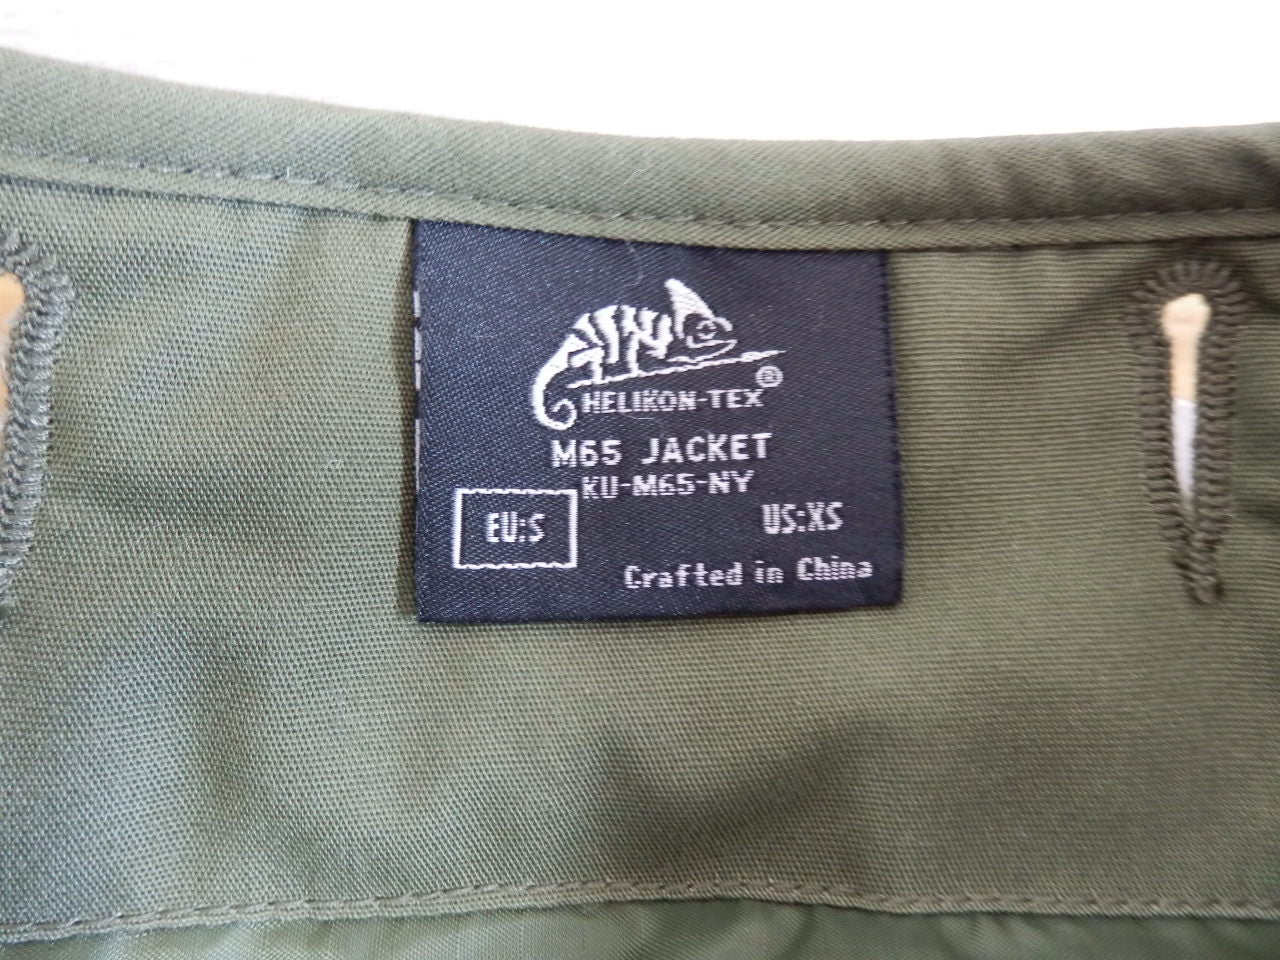 HELIKON-TEX®
M65 JACKET
KU-M65-NY
EU:S US:XS
Crafted in China